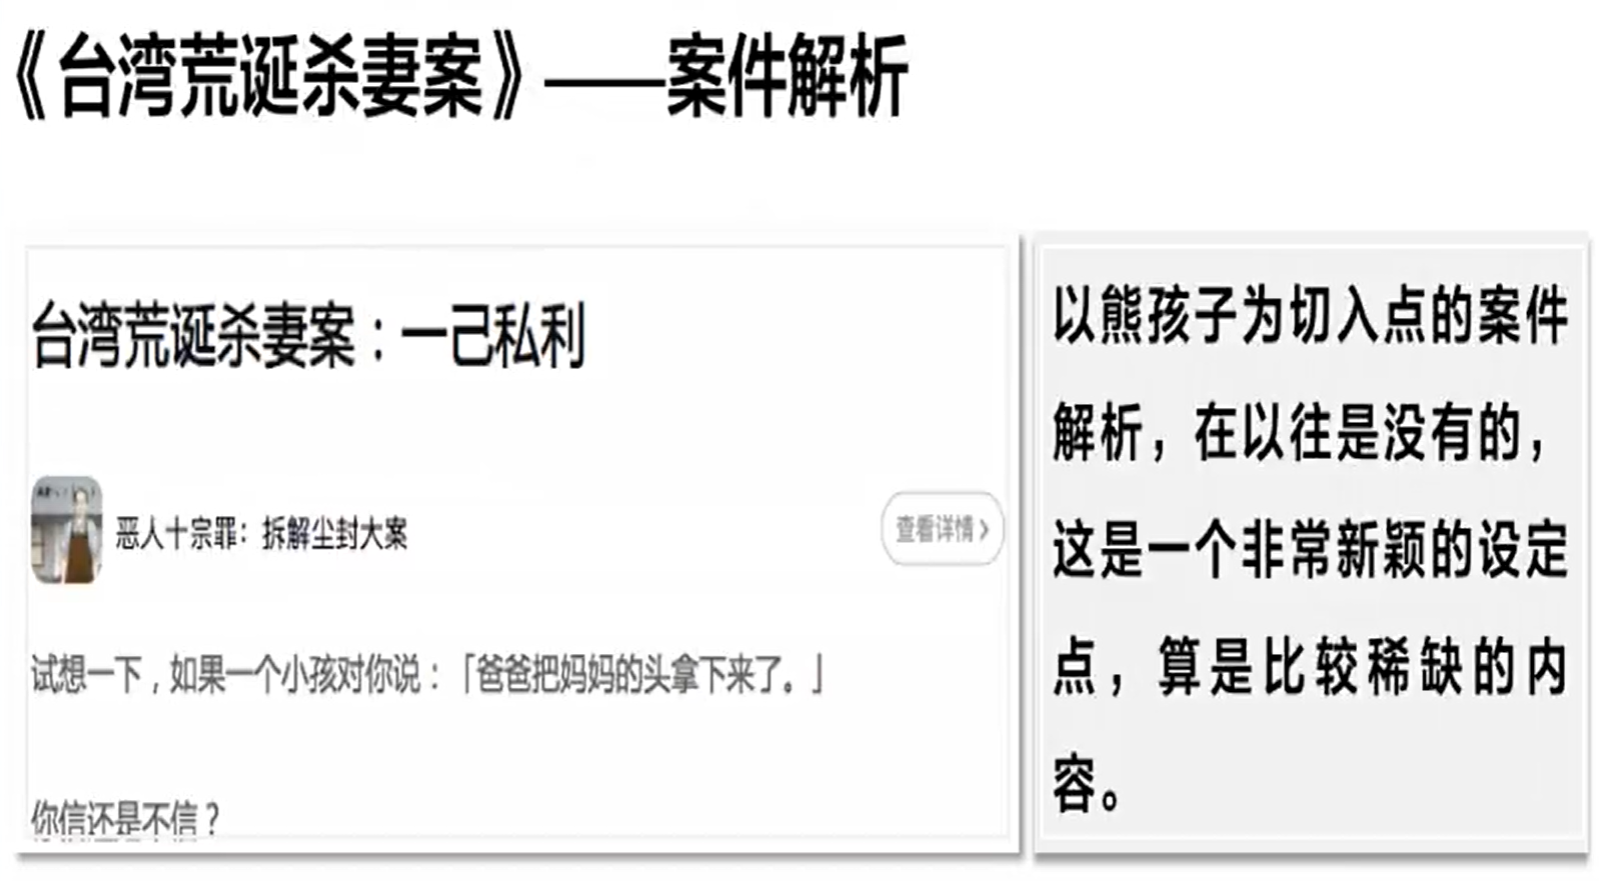 《台湾荒诞杀妻案》——案件解析
台湾荒诞杀妻案：一己私利
恶人十宗罪：拆解尘封大案
查看详情 >
试想一下，如果一个小孩对你说：「爸爸把妈妈的头拿下来了。」
你信还是不信？
以熊孩子为切入点的案件
解析，在以往是没有的，
这是一个非常新颖的设定
点，算是比较稀缺的内
容。